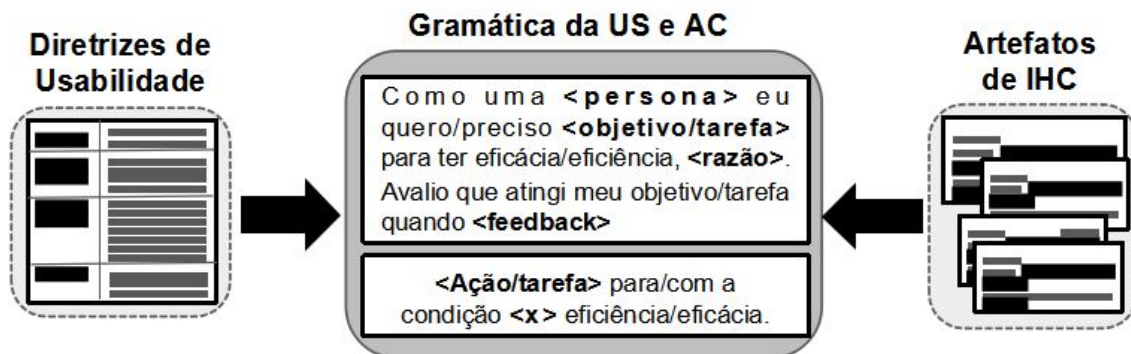 Diretrizes de
Usabilidade
Gramática da US e AC
Como uma <persona> eu
quero/preciso <objetivo/tarefa>
para ter eficácia/eficiência, <razão>.
Avalio que atingi meu objetivo/tarefa
quando <feedback>
<Ação/tarefa> para/com a
condição <x> eficiência/eficácia.
Artefatos
de IHC